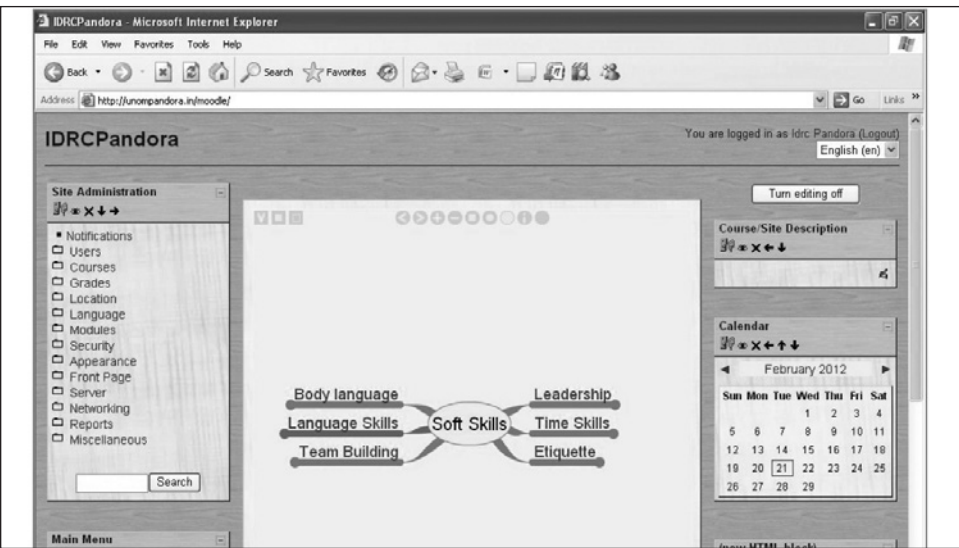 IDRCPandora - Microsoft Internet Explorer
File Edit View Favorites Tools Help
Back Search Favorites
Address http://unompandora.in/moodle/ Go Links »
IDRCPandora
You are logged in as Idrc Pandora (Logout)
English (en)
Site Administration
Notifications
Users
Courses
Grades
Location
Language
Modules
Security
Appearance
Front Page
Server
Networking
Reports
Miscellaneous
Search
Main Menu
Body language
Language Skills
Team Building
Soft Skills
Leadership
Time Skills
Etiquette
Turn editing off
Course/Site Description
Calendar
February 2012
Sun Mon Tue Wed Thu Fri Sat
1 2 3 4
5 6 7 8 9 10 11
12 13 14 15 16 17 18
19 20 21 22 23 24 25
26 27 28 29
(new HTML block)